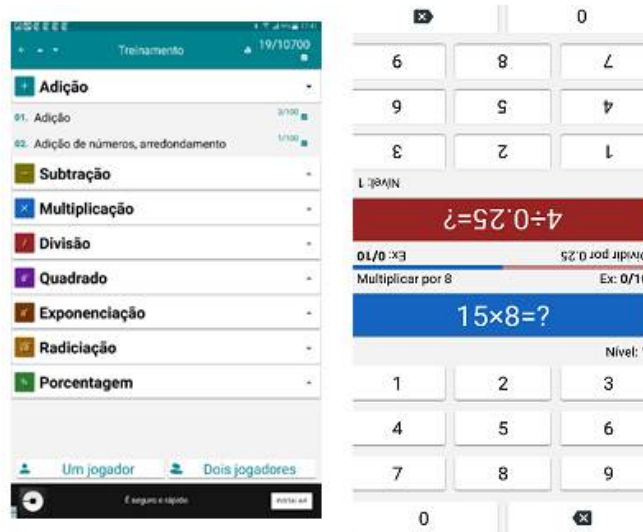 Treinamento
19/10700
Adição
01. Adição
3/100
02. Adição de números, arredondamento
1/100
Subtração
Multiplicação
Divisão
Quadrado
Exponenciação
Radiciação
Porcentagem
Um jogador
Dois jogadores
É seguro e rápido
0
9 8 7
6 5 4
3 2 1
Nível: 1
4÷0.25=?
Ex: 0/10
Dividir por 0.25
Multiplicar por 8
Ex: 0/10
15×8=?
Nível: 1
1 2 3
4 5 6
7 8 9
0